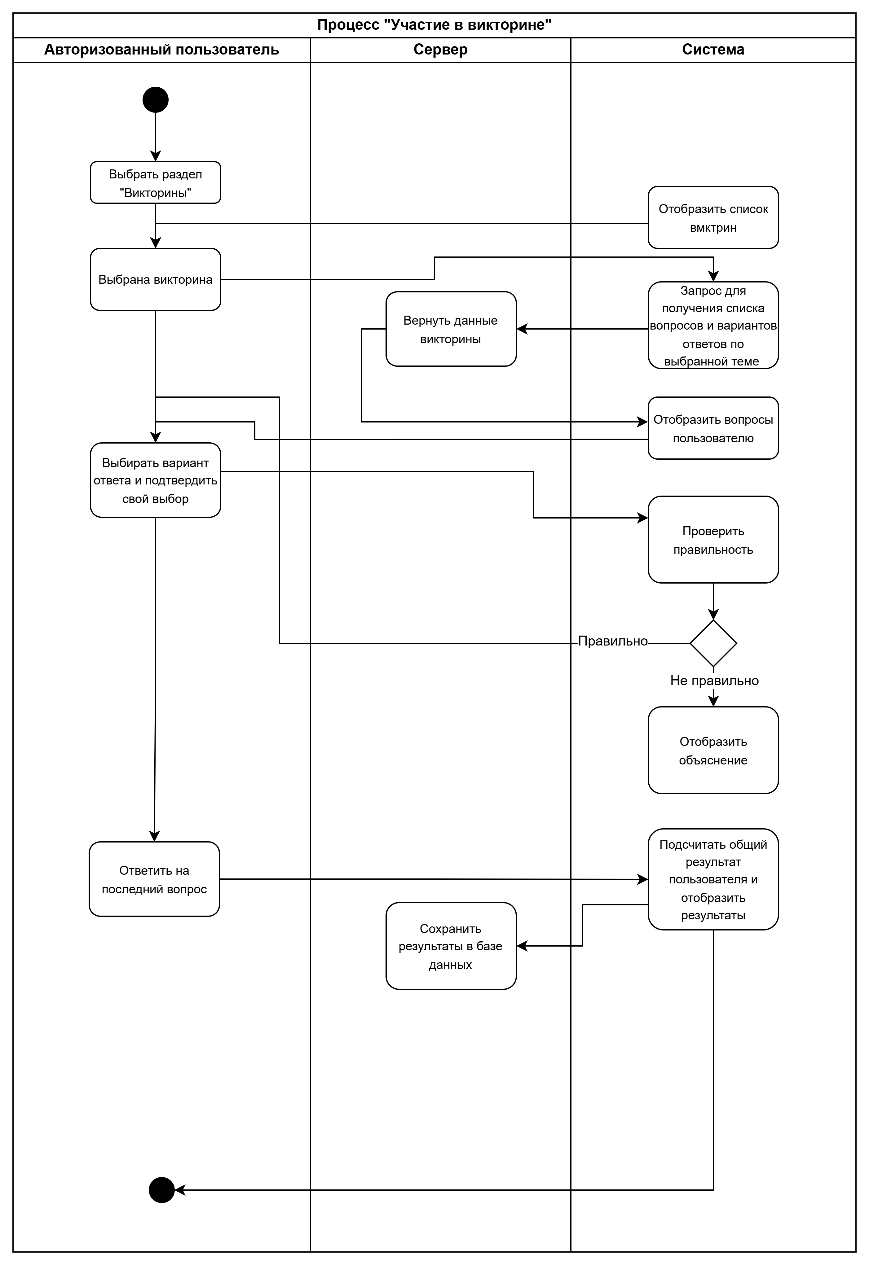 Процесс "Участие в викторине"
Авторизованный пользователь
Сервер
Система
Выбрать раздел
"Викторины"
Отобразить список
вмктрин
Выбрана викторина
Запрос для
получения списка
вопросов и вариантов
ответов по
выбранной теме
Вернуть данные
викторины
Отобразить вопросы
пользователю
Выбирать вариант
ответа и подтвердить
свой выбор
Проверить
правильность
Правильно
Не правильно
Отобразить
объяснение
Ответить на
последний вопрос
Подсчитать общий
результат
пользователя и
отобразить
результаты
Сохранить
результаты в базе
данных